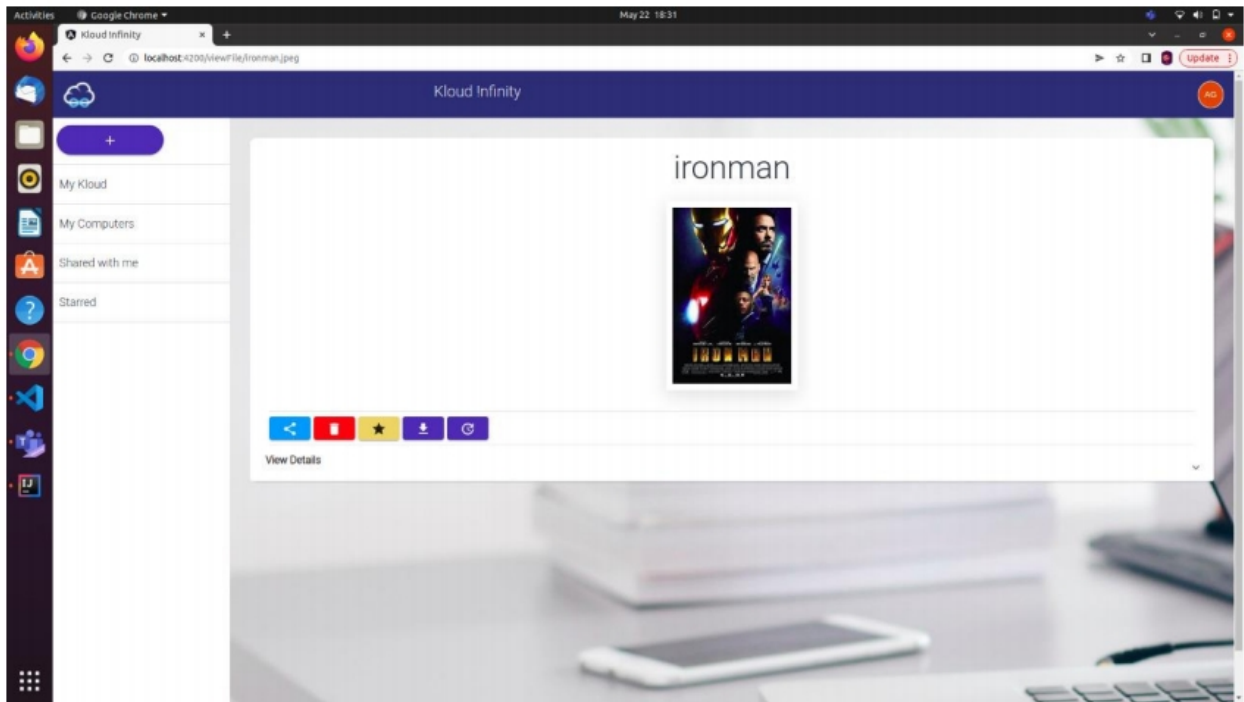 Activities Google Chrome May 22 18:31
Kloud Infinity
localhost:4200/viewFile/ironman.jpeg
Update
Kloud !nfinity
AG
+
My Kloud
My Computers
Shared with me
Starred
ironman
IRON MAN
View Details